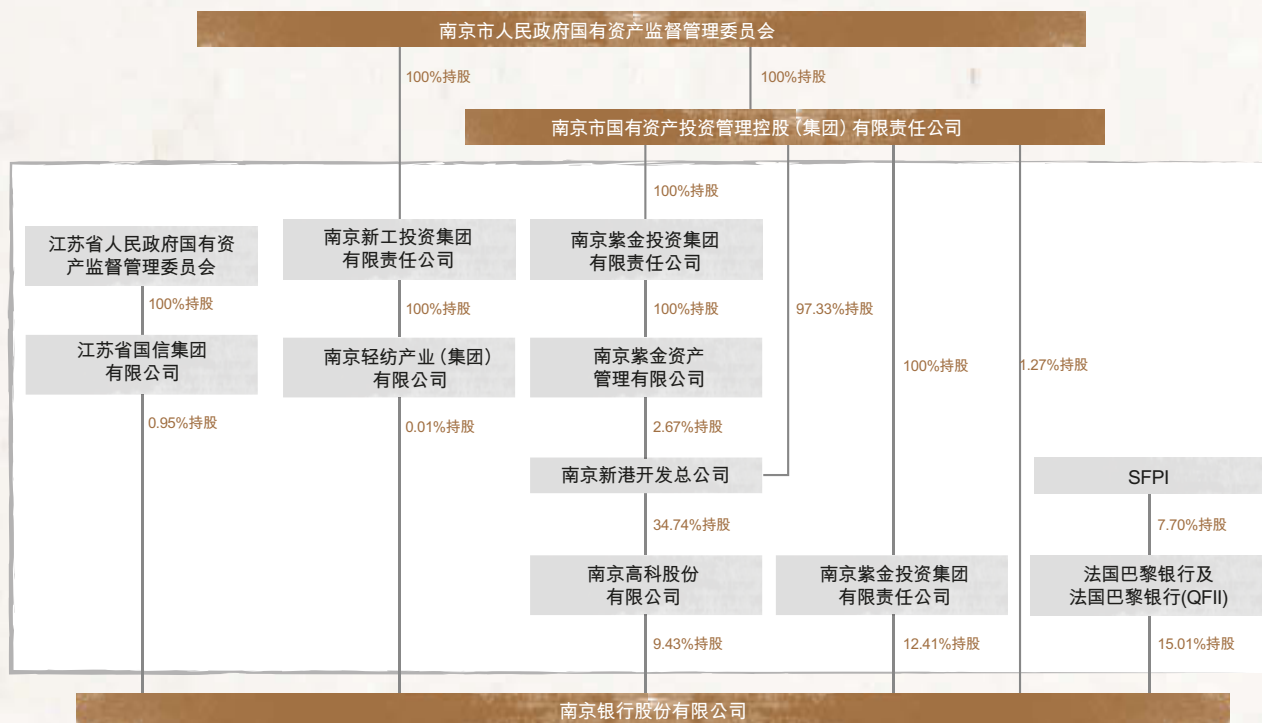 南京市人民政府国有资产监督管理委员会
100%持股
100%持股
南京市国有资产投资管理控股（集团）有限责任公司
100%持股
江苏省人民政府国有资
产监督管理委员会
南京新工投资集团
有限责任公司
南京紫金投资集团
有限责任公司
100%持股
100%持股
100%持股
97.33%持股
江苏省国信集团
有限公司
南京轻纺产业（集团）
有限公司
南京紫金资产
管理有限公司
100%持股
1.27%持股
0.95%持股
0.01%持股
2.67%持股
南京新港开发总公司
SFPI
34.74%持股
7.70%持股
南京高科股份
有限公司
南京紫金投资集团
有限责任公司
法国巴黎银行及
法国巴黎银行(QFII)
9.43%持股
12.41%持股
15.01%持股
南京银行股份有限公司